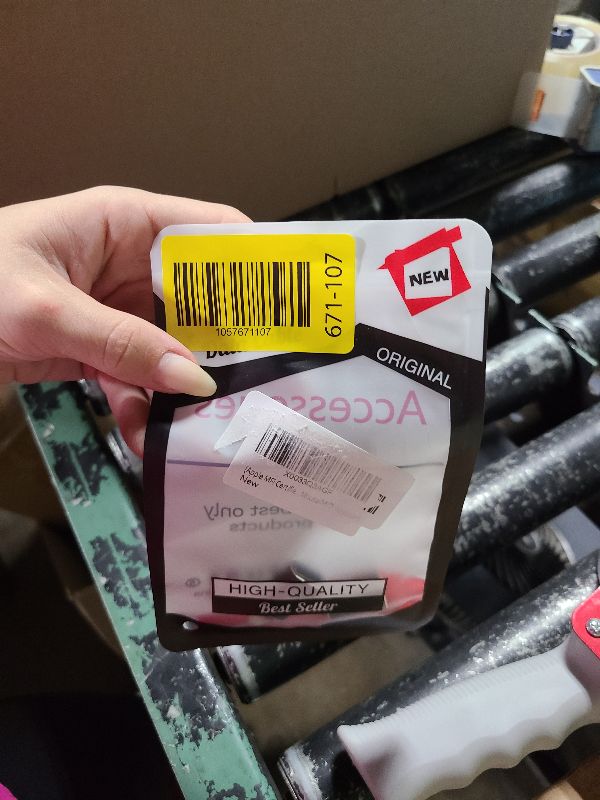 1057671107
671-107
NEW
ORIGINAL
Accessories
New
best only
products
HIGH-QUALITY
Best Seller